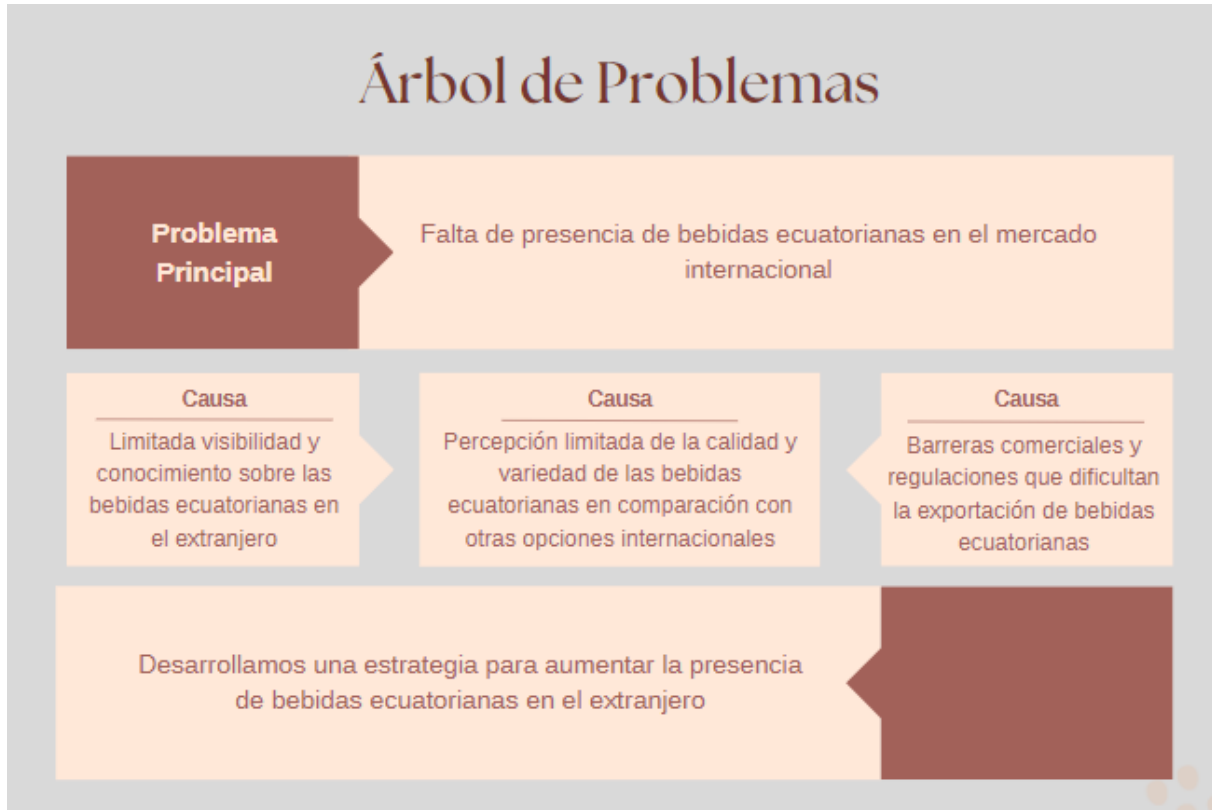 Árbol de Problemas
Problema
Principal
Falta de presencia de bebidas ecuatorianas en el mercado
internacional
Causa
Limitada visibilidad y
conocimiento sobre las
bebidas ecuatorianas en
el extranjero
Causa
Percepción limitada de la calidad y
variedad de las bebidas
ecuatorianas en comparación con
otras opciones internacionales
Causa
Barreras comerciales y
regulaciones que dificultan
la exportación de bebidas
ecuatorianas
Desarrollamos una estrategia para aumentar la presencia
de bebidas ecuatorianas en el extranjero